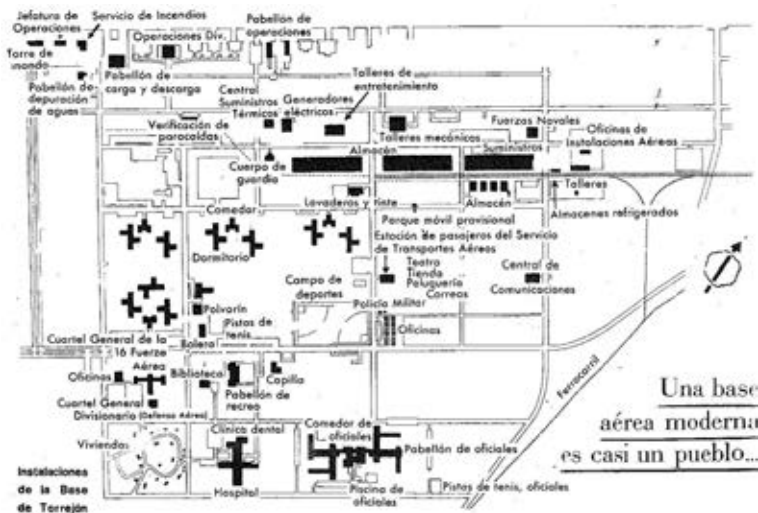 Jefatura de
Operaciones
Servicio de Incendios
Torre de
mando
Operaciones Div.
Pabellón de
operaciones
Pabellón de
carga y descarga
Pabellón de
depuración
de aguas
Talleres de
entretenimiento
Central
Suministros
Térmicos
Generadores
eléctricos
Verificación de
paracaídas
Cuerpo de
guardia
Almacén
Talleres mecánicos
Fuerzas Navales
Suministros
Oficinas de
Instalaciones Aéreas
Talleres
Almacenes refrigerados
Lavaderos y tinte
Almacén
Parque móvil provisional
Comedor
Dormitorio
Estación de pasajeros del Servicio
de Transportes Aéreos
Teatro
Tienda
Peluquería
Correos
Central de
Comunicaciones
Campo de
deportes
Policía Militar
Oficinas
Polvorín
Pistas de
tenis
Bolera
Cuartel General de la
16 Fuerza
Aérea
Oficinas
Biblioteca
Capilla
Pabellón de
recreo
Cuartel General
Divisionario (Defensa Aérea)
Ferrocarril
Viviendas
Clínica dental
Hospital
Comedor de
oficiales
Pabellón de oficiales
Piscina de
oficiales
Pistas de tenis, oficiales
Instalaciones
de la Base
de Torrejón
Una base
aérea moderna
es casi un pueblo...